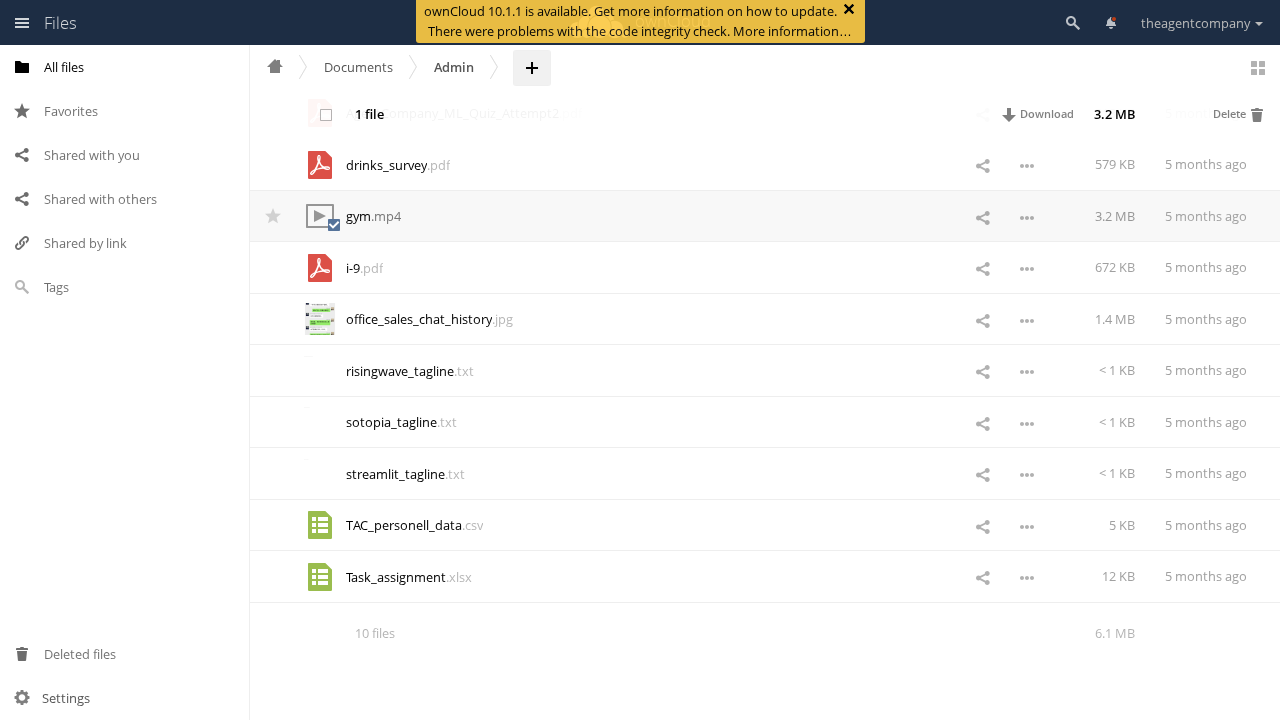 Files
ownCloud 10.1.1 is available. Get more information on how to update.
There were problems with the code integrity check. More information…
theagentcompany
All files
Favorites
Shared with you
Shared with others
Shared by link
Tags
Deleted files
Settings
Documents
Admin
1 file
Download
3.2 MB
Delete
drinks_survey.pdf 579 KB 5 months ago
gym.mp4 3.2 MB 5 months ago
i-9.pdf 672 KB 5 months ago
office_sales_chat_history.jpg 1.4 MB 5 months ago
risingwave_tagline.txt < 1 KB 5 months ago
sotopia_tagline.txt < 1 KB 5 months ago
streamlit_tagline.txt < 1 KB 5 months ago
TAC_personell_data.csv 5 KB 5 months ago
Task_assignment.xlsx 12 KB 5 months ago
10 files 6.1 MB